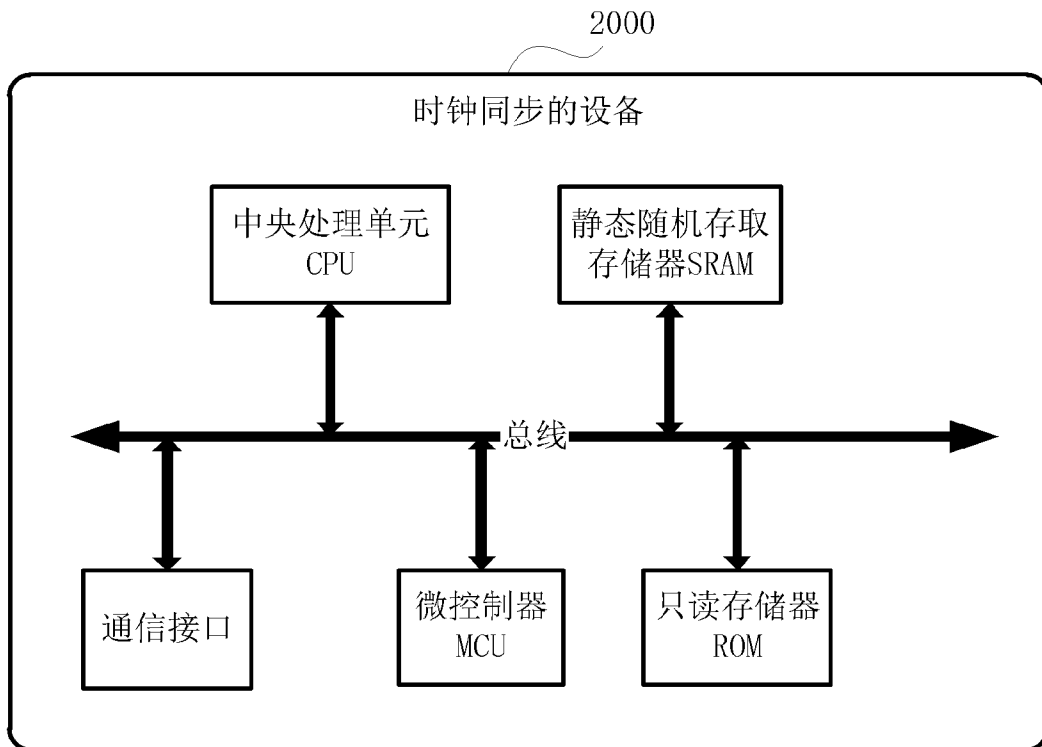 2000
时钟同步的设备
中央处理单元
CPU
静态随机存取
存储器SRAM
总线
通信接口
微控制器
MCU
只读存储器
ROM